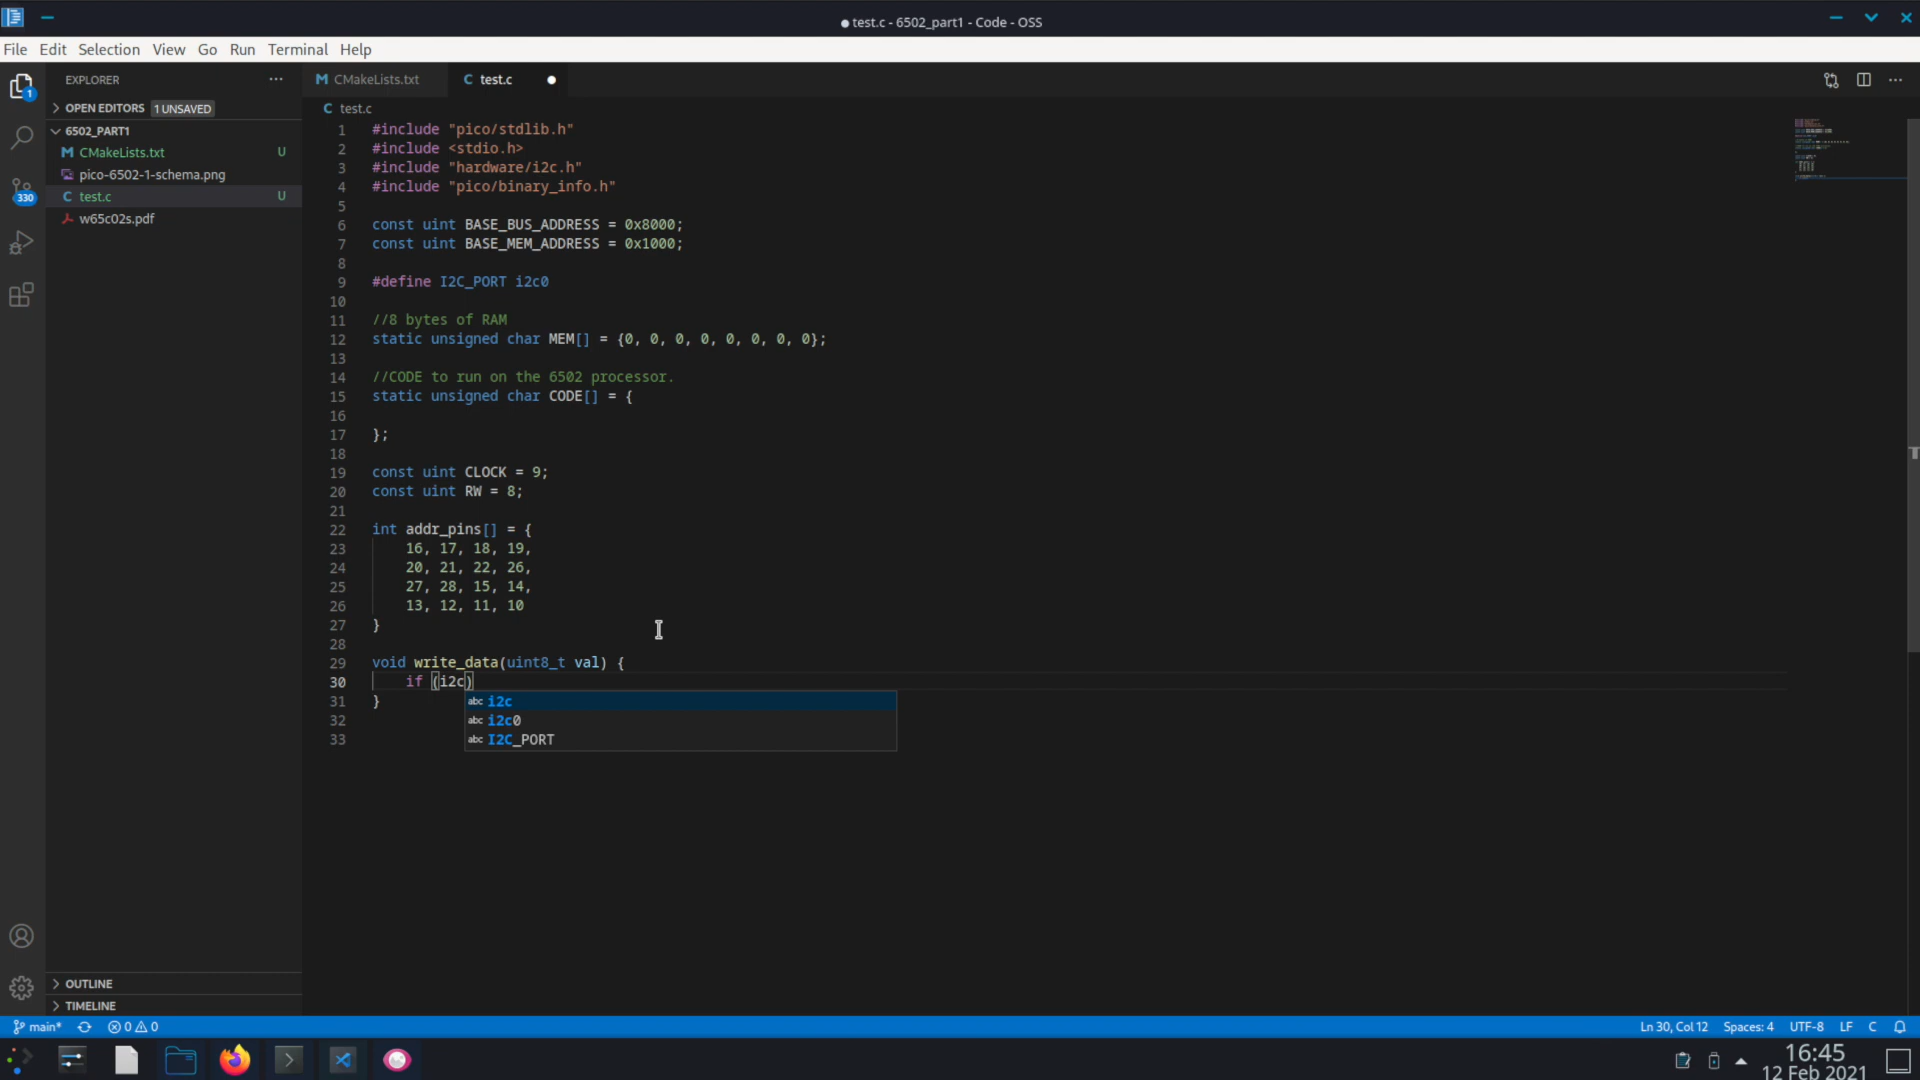 ● test.c - 6502_part1 - Code - OSS
File Edit Selection View Go Run Terminal Help
EXPLORER ···
OPEN EDITORS 1 UNSAVED
6502_PART1
CMakeLists.txt U
pico-6502-1-schema.png
test.c U
w65c02s.pdf
OUTLINE
TIMELINE
1
330
M CMakeLists.txt C test.c ●
C test.c
1 #include "pico/stdlib.h"
2 #include <stdio.h>
3 #include "hardware/i2c.h"
4 #include "pico/binary_info.h"
5
6 const uint BASE_BUS_ADDRESS = 0x8000;
7 const uint BASE_MEM_ADDRESS = 0x1000;
8
9 #define I2C_PORT i2c0
10
11 //8 bytes of RAM
12 static unsigned char MEM[] = {0, 0, 0, 0, 0, 0, 0, 0};
13
14 //CODE to run on the 6502 processor.
15 static unsigned char CODE[] = {
16
17 };
18
19 const uint CLOCK = 9;
20 const uint RW = 8;
21
22 int addr_pins[] = {
23     16, 17, 18, 19,
24     20, 21, 22, 26,
25     27, 28, 15, 14,
26     13, 12, 11, 10
27 }
28
29 void write_data(uint8_t val) {
30     if (i2c)
31 }
32
33
abc i2c
abc i2c0
abc I2C_PORT
main* 0 0 Ln 30, Col 12 Spaces: 4 UTF-8 LF C
16:45
12 Feb 2021